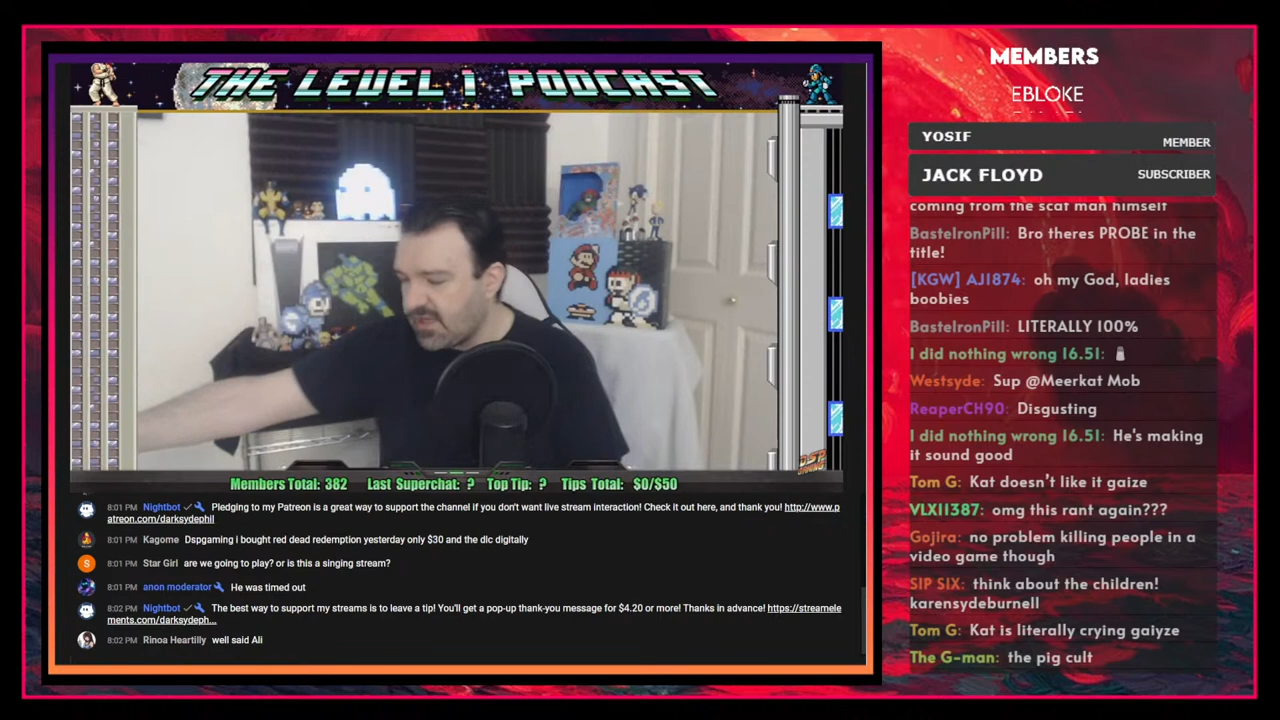 THE LEVEL 1 PODCAST
DSP
GAMING
Members Total: 382 Last Superchat: ? Top Tip: ? Tips Total: $0/$50
8:01 PM Nightbot Pledging to my Patreon is a great way to support the channel if you don't want live stream interaction! Check it out here, and thank you! http://www.p
atreon.com/darksydephil
8:01 PM Kagome Dspgaming i bought red dead redemption yesterday only $30 and the dlc digitally
S 8:01 PM Star Girl are we going to play? or is this a singing stream?
8:01 PM anon moderator He was timed out
8:02 PM Nightbot The best way to support my streams is to leave a tip! You'll get a pop-up thank-you message for $4.20 or more! Thanks in advance! https://streamele
ments.com/darksydeph...
8:02 PM Rinoa Heartilly well said Ali
MEMBERS
EBLOKE
YOSIF MEMBER
JACK FLOYD SUBSCRIBER
coming from the scat man himself
BasteIronPill: Bro theres PROBE in the
title!
[KGW] AJ1874: oh my God, ladies
boobies
BasteIronPill: LITERALLY 100%
I did nothing wrong 16.51:
Westsyde: Sup @Meerkat Mob
ReaperCH90: Disgusting
I did nothing wrong 16.51: He's making
it sound good
Tom G: Kat doesn't like it gaize
VLX11387: omg this rant again???
Gojira: no problem killing people in a
video game though
SIP SIX: think about the children!
karensydeburnell
Tom G: Kat is literally crying gaiyze
The G-man: the pig cult